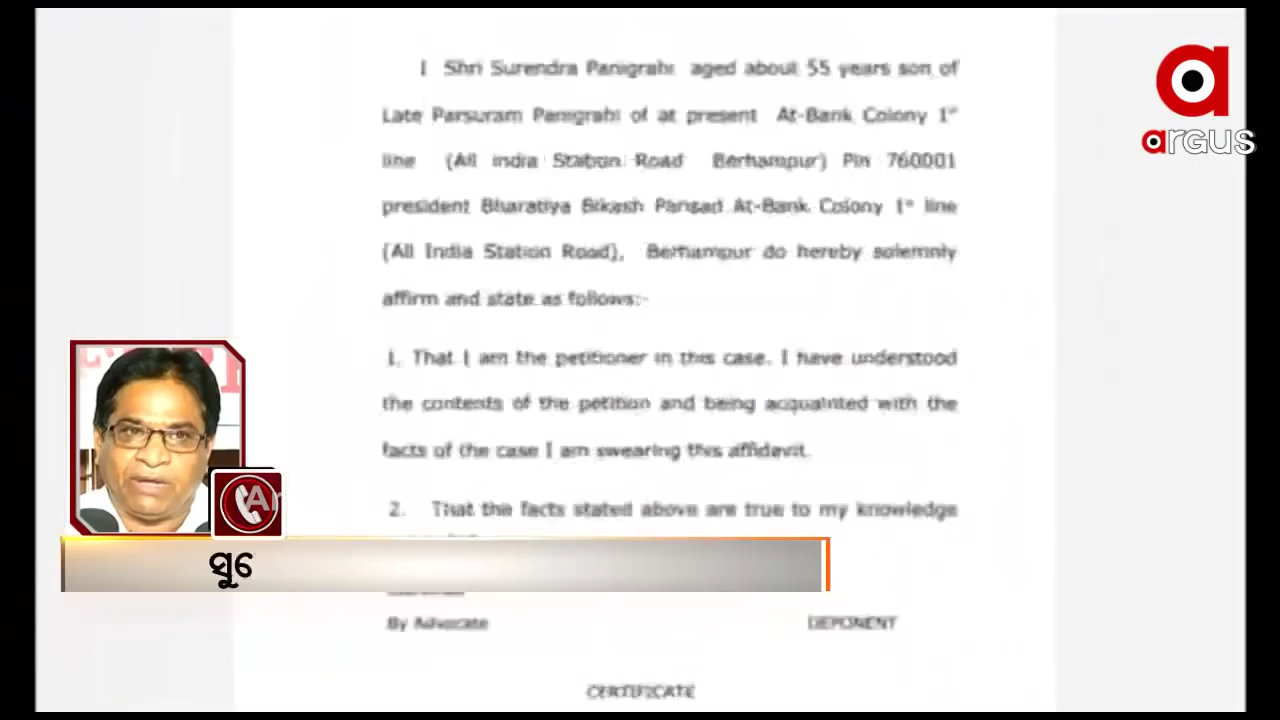 I Shri Surendra Panigrahi aged about 55 years son of
Late Parsuram Panigrahi of at present At-Bank Colony 1st
line (All india Station Road Berhampur) Pin 760001
president Bharatiya Bikash Parisad At-Bank Colony 1st line
(All India Station Road), Berhampur do hereby solemnly
affirm and state as follows:-
1. That I am the petitioner in this case. I have understood
the contents of the petition and being acquainted with the
facts of the case I am swearing this affidavit.
2. That the facts stated above are true to my knowledge
By Advocate DEPONENT
CERTIFICATE
argus
Ar
ସୁରେ